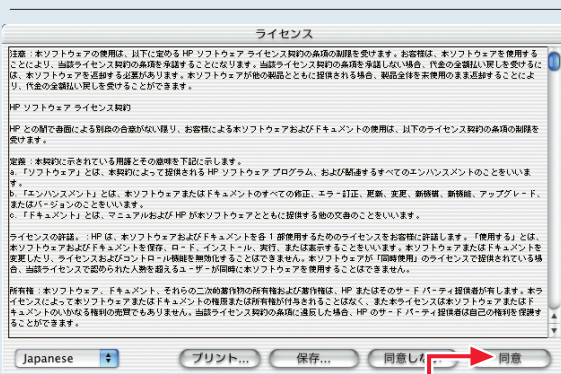 ライセンス
注意：本ソフトウェアの使用は、以下に定める HP ソフトウェア ライセンス契約の条項の制限を受けます。お客様は、本ソフトウェアを使用する
ことにより、当該ライセンス契約の条項を承諾することになります。当該ライセンス契約の条項を承諾しない場合、代金の全額払い戻しを受けるに
は、本ソフトウェアを返却する必要があります。本ソフトウェアが他の製品とともに提供される場合、製品全体を未使用のまま返却することによ
り、代金の全額払い戻しを受けることができます。
HP ソフトウェア ライセンス契約
HP との間で書面による別段の合意がない限り、お客様による本ソフトウェアおよびドキュメントの使用は、以下のライセンス契約の条項の制限を
受けます。
定義：本契約に示されている用語とその意味を下記に示します。
a.「ソフトウェア」とは、本契約によって提供される HP ソフトウェア プログラム、および関連するすべてのエンハンスメントのことをいいま
す。
b.「エンハンスメント」とは、本ソフトウェアまたはドキュメントのすべての修正、エラー訂正、更新、変更、新機構、新機能、アップグレード、
またはバージョンのことをいいます。
c.「ドキュメント」とは、マニュアルおよび HP が本ソフトウェアとともに提供する他の文書のことをいいます。
ライセンスの許諾。：HP は、本ソフトウェアおよびドキュメントを各 1 部使用するためのライセンスをお客様に許諾します。「使用する」とは、
本ソフトウェアおよびドキュメントを保存、ロード、インストール、実行、または表示することをいいます。本ソフトウェアまたはドキュメントを
変更したり、ライセンスおよびコントロール機能を無効化することはできません。本ソフトウェアが「同時使用」のライセンスで提供されている場
合、当該ライセンスで認められた人数を超えるユーザーが同時に本ソフトウェアを使用することはできません。
所有権：本ソフトウェア、ドキュメント、それらの二次的著作物の所有権および著作権は、HP またはそのサード パーティ提供者が有します。本ラ
イセンスによって本ソフトウェアまたはドキュメントの権原または所有権が付与されることはなく、また本ライセンスは本ソフトウェアまたはド
キュメントのいかなる権利の売買でもありません。当該ライセンス契約の条項に違反した場合、HP のサード パーティ提供者は自己の権利を保護す
ることができます。
Japanese プリント... 保存... 同意しない 同意